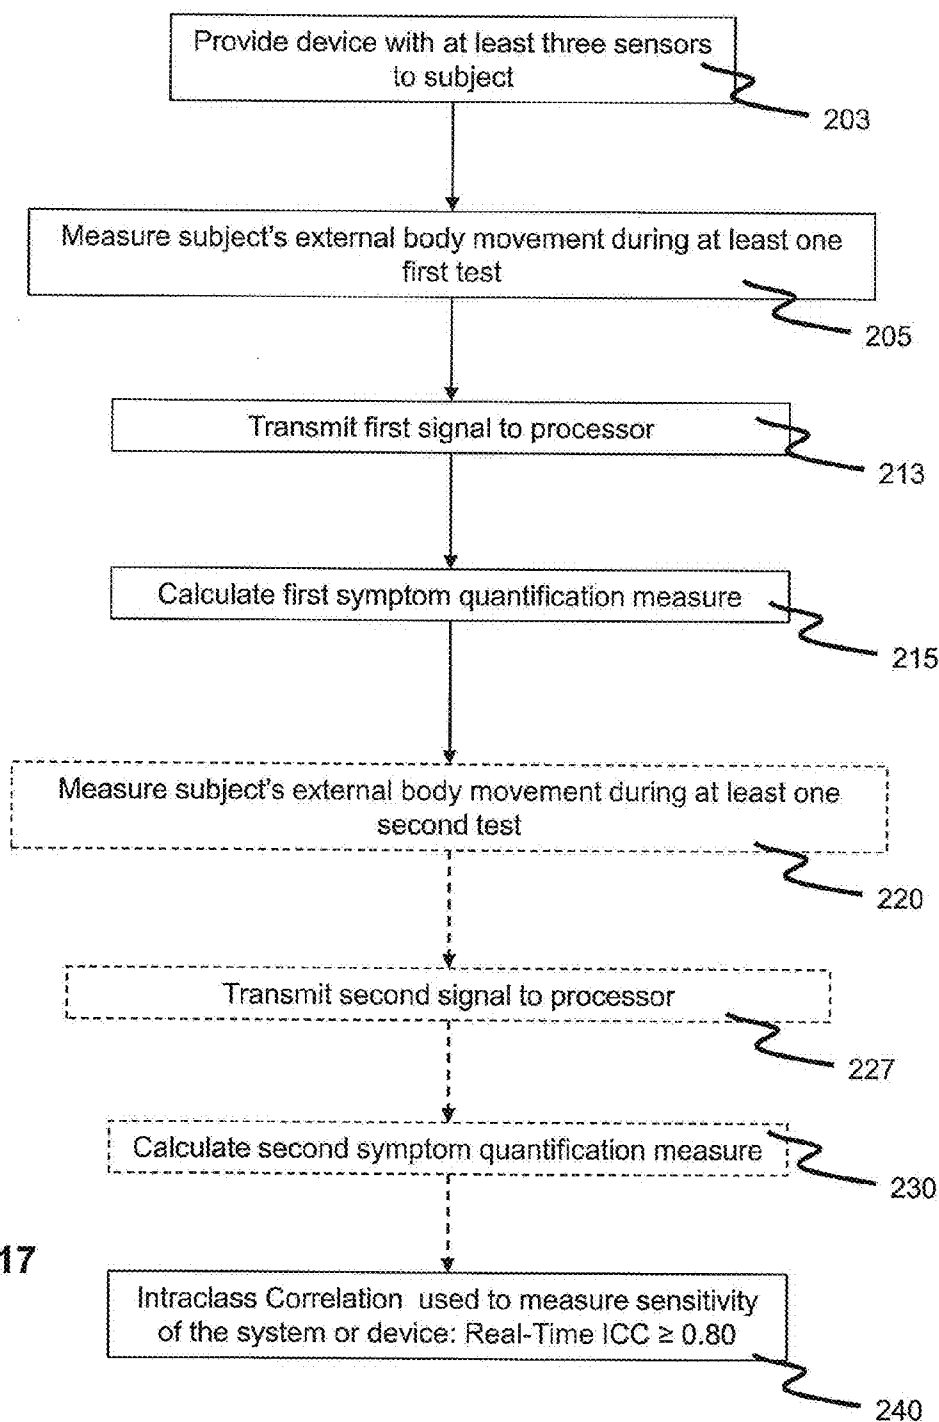 Provide device with at least three sensors
to subject
203
Measure subject's external body movement during at least one
first test
205
Transmit first signal to processor
213
Calculate first symptom quantification measure
215
Measure subject's external body movement during at least one
second test
220
Transmit second signal to processor
227
Calculate second symptom quantification measure
230
17
Intraclass Correlation used to measure sensitivity
of the system or device: Real-Time ICC ≥ 0.80
240